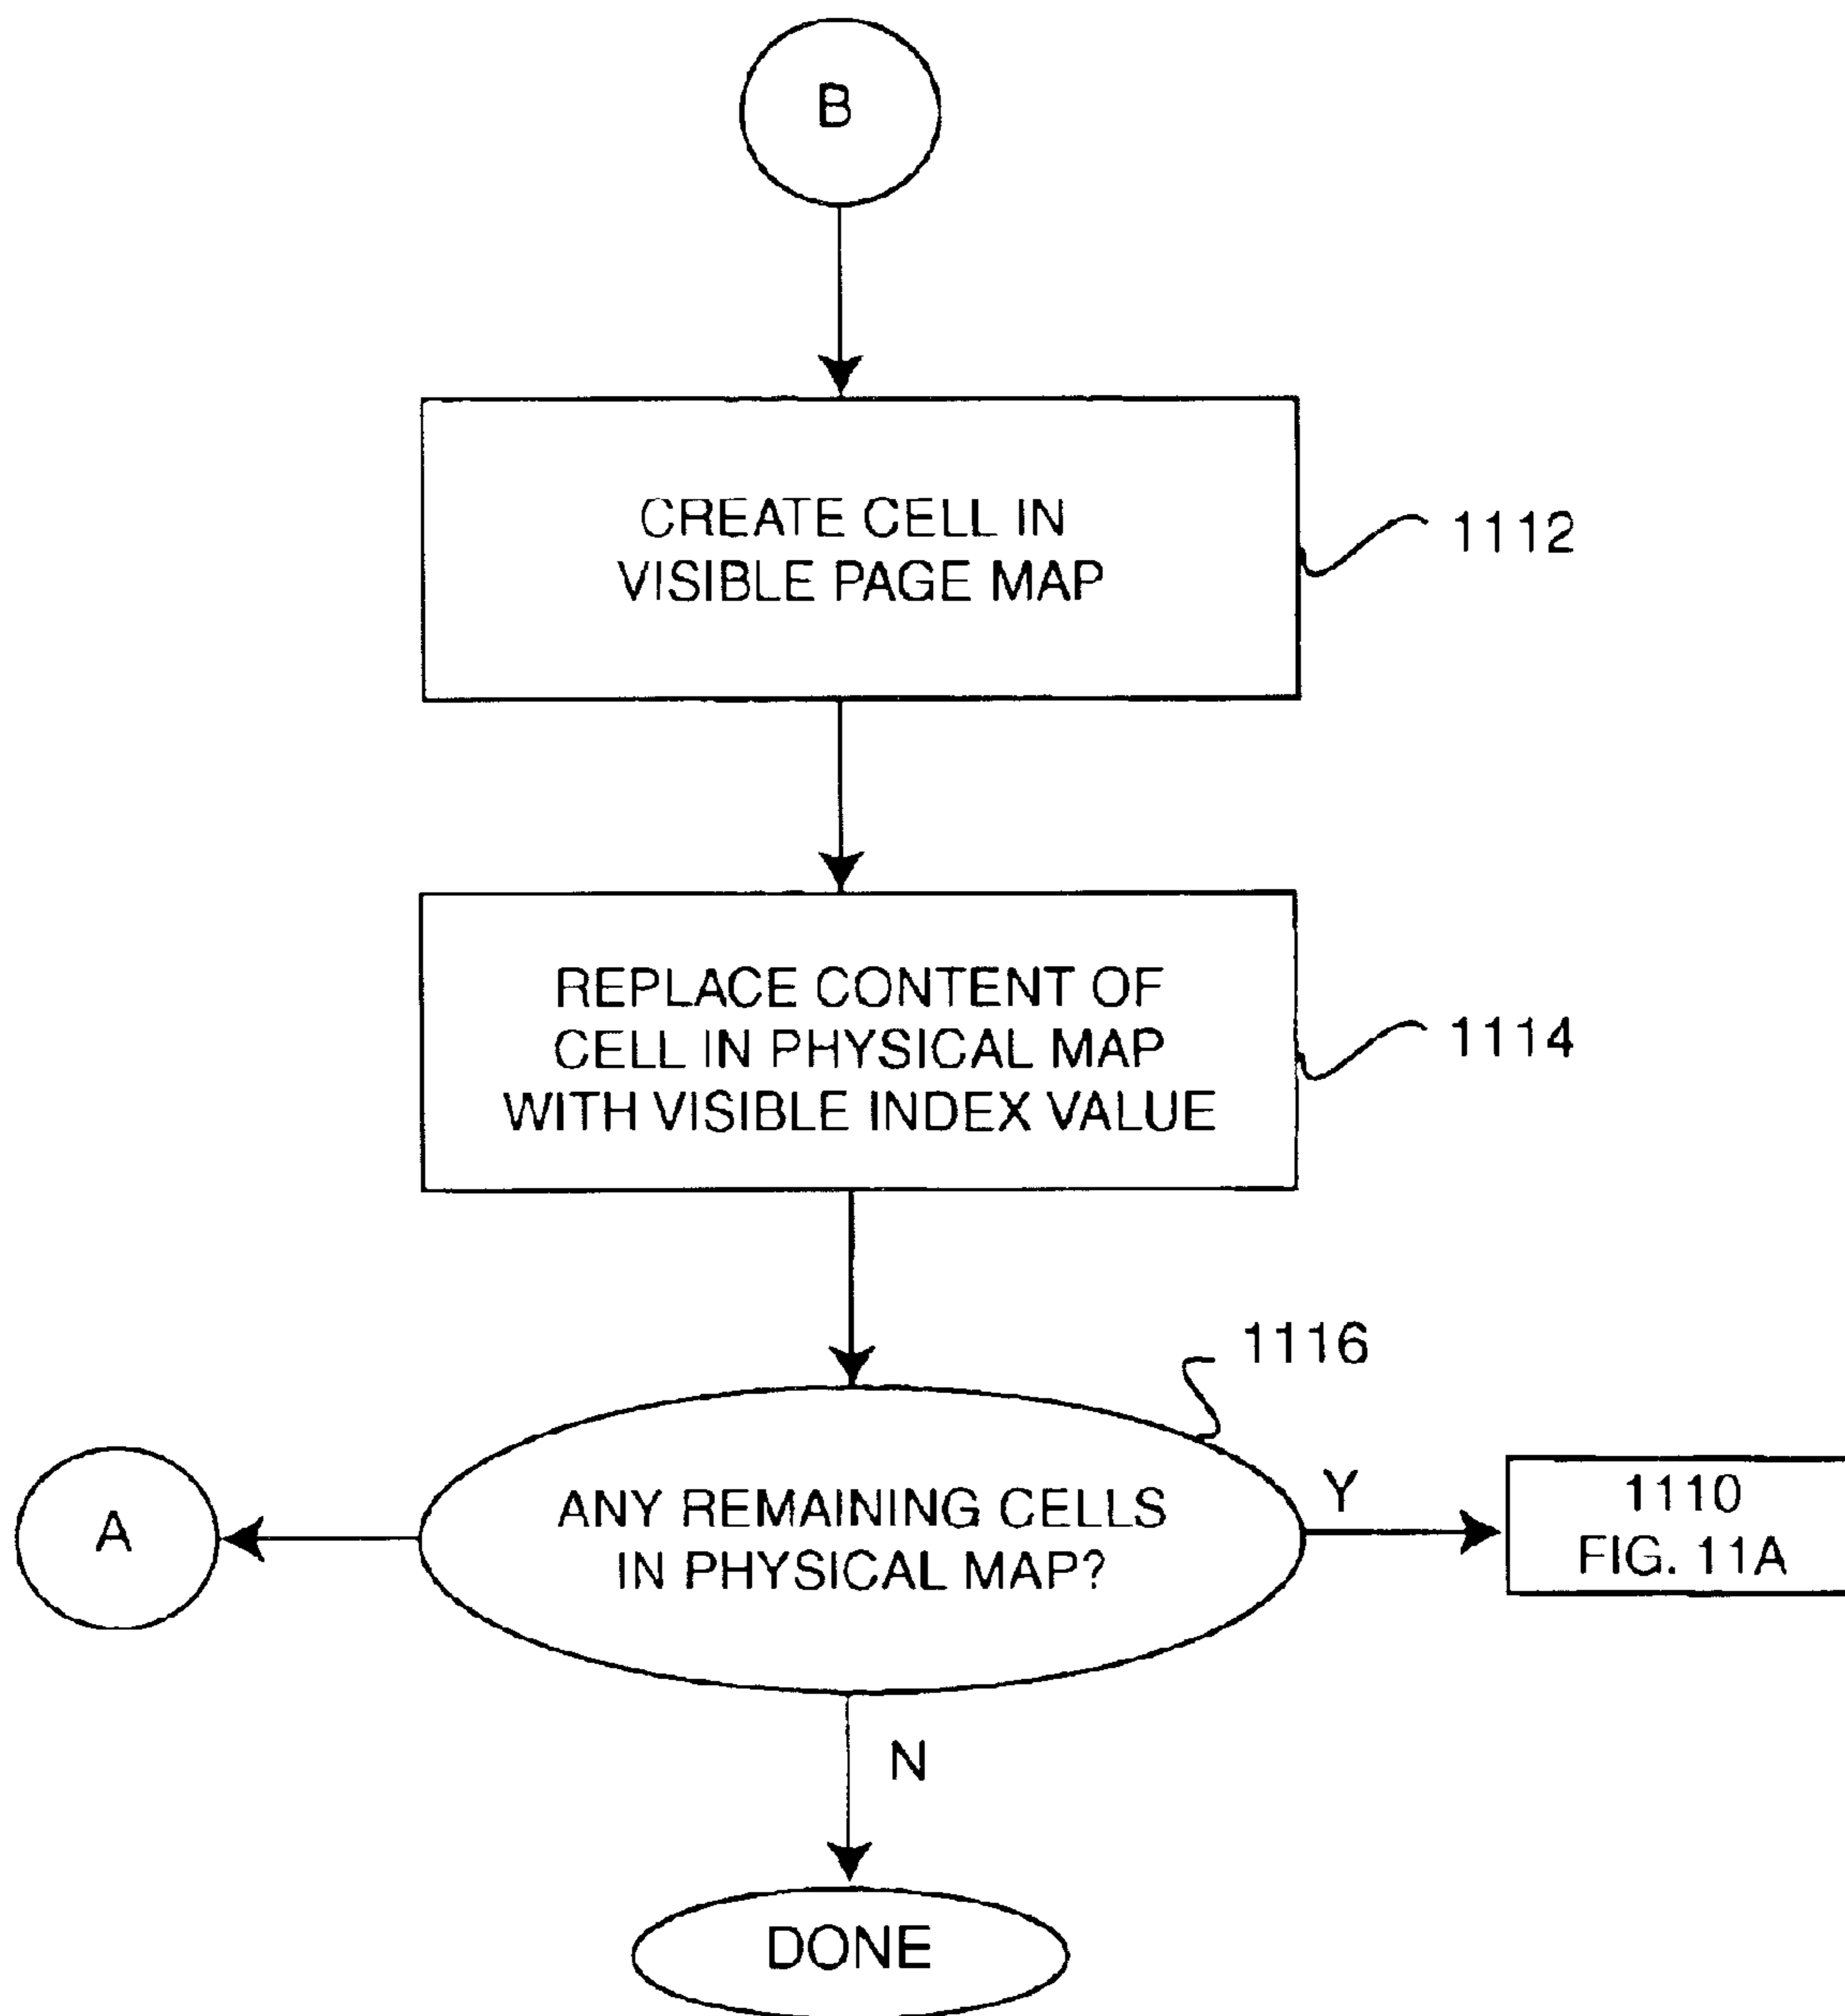 B
CREATE CELL IN
VISIBLE PAGE MAP
1112
REPLACE CONTENT OF
CELL IN PHYSICAL MAP
WITH VISIBLE INDEX VALUE
1114
1116
A
ANY REMAINING CELLS
IN PHYSICAL MAP?
Y
1110
FIG. 11A
N
DONE